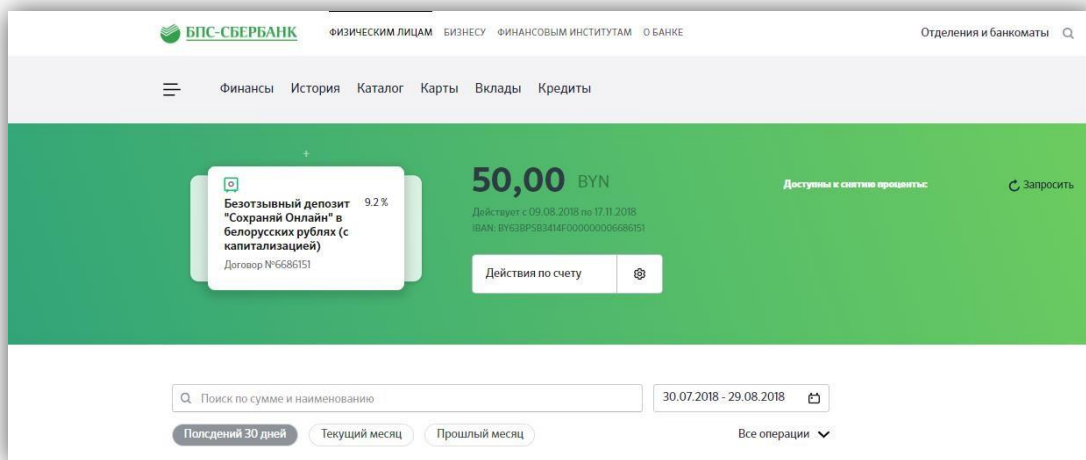 БПС-СБЕРБАНК ФИЗИЧЕСКИМ ЛИЦАМ БИЗНЕСУ ФИНАНСОВЫМ ИНСТИТУТАМ О БАНКЕ Отделения и банкоматы
Финансы История Каталог Карты Вклады Кредиты
Безотзывный депозит 9.2 %
"Сохраняй Онлайн" в
белорусских рублях (с
капитализацией)
Договор №6686151
50,00 BYN
Действует с 09.08.2018 по 17.11.2018
IBAN: BY63BPSB3414F000000006686151
Действия по счету
Доступны к снятию проценты: Запросить
Поиск по сумме и наименованию 30.07.2018 - 29.08.2018
Полсдений 30 дней Текущий месяц Прошлый месяц Все операции